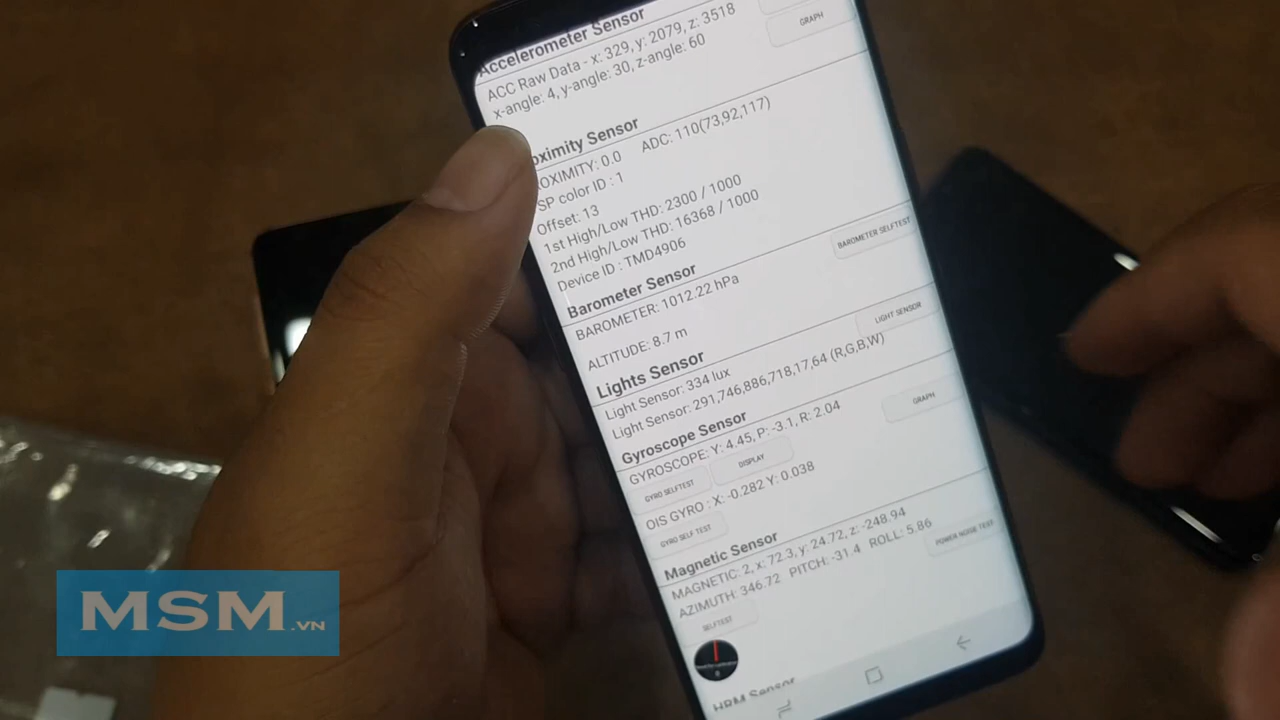 Accelerometer Sensor
GRAPH
ACC Raw Data - x: 329, y: 2079, z: 3518
x-angle: 4, y-angle: 30, z-angle: 60
oximity Sensor
OXIMITY: 0.0 ADC: 110(73,92,117)
SP color ID : 1
Offset: 13
1st High/Low THD: 2300 / 1000
2nd High/Low THD: 16368 / 1000
Device ID : TMD4906
Barometer Sensor
BAROMETER SELFTEST
BAROMETER: 1012.22 hPa
ALTITUDE: 8.7 m
Lights Sensor
LIGHT SENSOR
Light Sensor: 334 lux
Light Sensor: 291,746,886,718,17,64 (R,G,B,W)
Gyroscope Sensor
GRAPH
GYROSCOPE: Y: 4.45, P: -3.1, R: 2.04
GYRO SELFTEST DISPLAY
OIS GYRO : X: -0.282 Y: 0.038
GYRO SELF TEST
Magnetic Sensor
MAGNETIC: 2, x: 72.3, y: 24.72, z: -248.94
AZIMUTH: 346.72 PITCH: -31.4 ROLL: 5.86
POWER NOISE TEST
SELFTEST
HRM Sensor
MSM.VN